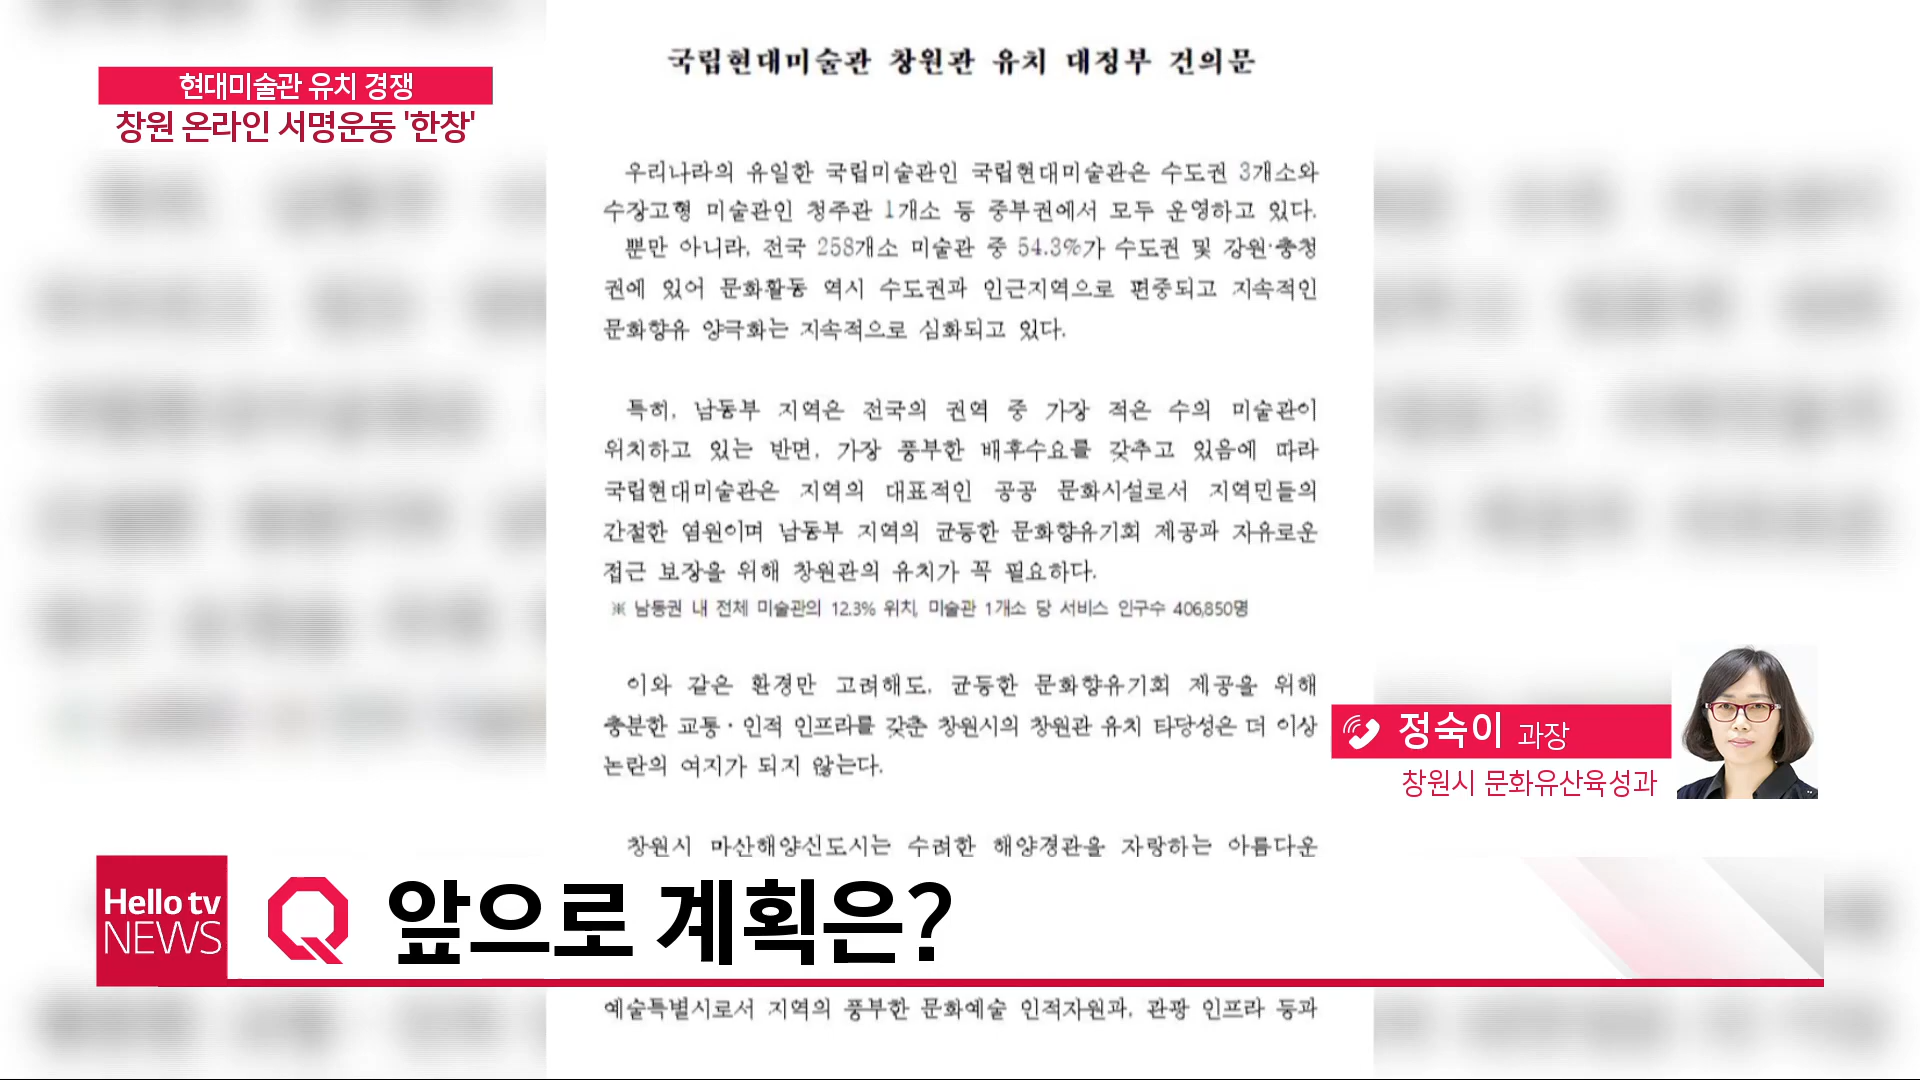 국립현대미술관 창원관 유치 대정부 건의문
현대미술관 유치 경쟁
창원 온라인 서명운동 '한창'
우리나라의 유일한 국립미술관인 국립현대미술관은 수도권 3개소와
수장고형 미술관인 청주관 1개소 등 중부권에서 모두 운영하고 있다.
뿐만 아니라, 전국 258개소 미술관 중 54.3%가 수도권 및 강원·충청
권에 있어 문화활동 역시 수도권과 인근지역으로 편중되고 지속적인
문화향유 양극화는 지속적으로 심화되고 있다.
특히, 남동부 지역은 전국의 권역 중 가장 적은 수의 미술관이
위치하고 있는 반면, 가장 풍부한 배후수요를 갖추고 있음에 따라
국립현대미술관은 지역의 대표적인 공공 문화시설로서 지역민들의
간절한 염원이며 남동부 지역의 균등한 문화향유기회 제공과 자유로운
접근 보장을 위해 창원관의 유치가 꼭 필요하다.
※ 남동권 내 전체 미술관의 12.3% 위치, 미술관 1개소 당 서비스 인구수 406,850명
이와 같은 환경만 고려해도, 균등한 문화향유기회 제공을 위해
충분한 교통·인적 인프라를 갖춘 창원시의 창원관 유치 타당성은 더 이상
논란의 여지가 되지 않는다.
정숙이 과장
창원시 문화유산육성과
창원시 마산해양신도시는 수려한 해양경관을 자랑하는 아름다운
Hello tv
NEWS
Q 앞으로 계획은?
예술특별시로서 지역의 풍부한 문화예술 인적자원과, 관광 인프라 등과